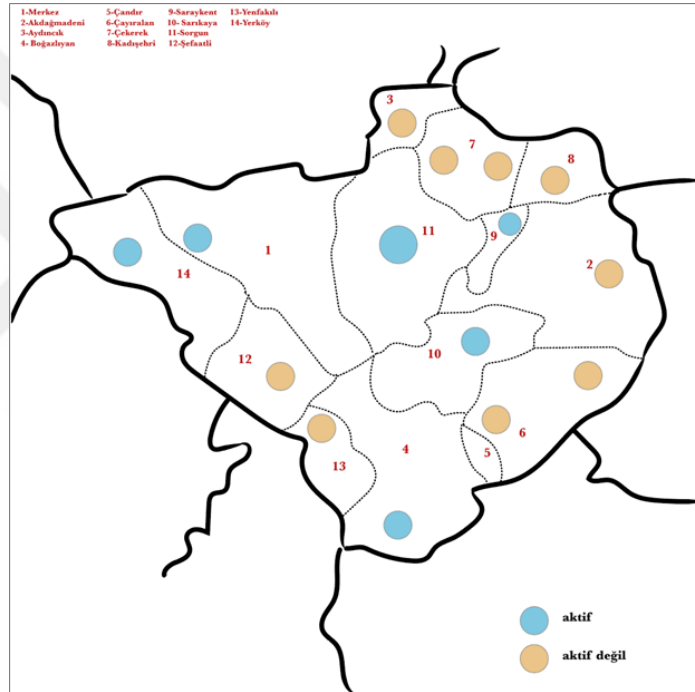 1-Merkez 5-Çandır 9-Saraykent 13-Yenfakılı
2-Akdağmadeni 6-Çayıralan 10- Sarıkaya 14-Yerköy
3-Aydıncık 7-Çekerek 11-Sorgun
4- Boğazlıyan 8-Kadışehri 12-Şefaatli
3
7
8
11
9
1
2
14
10
12
6
4
5
13
aktif
aktif değil